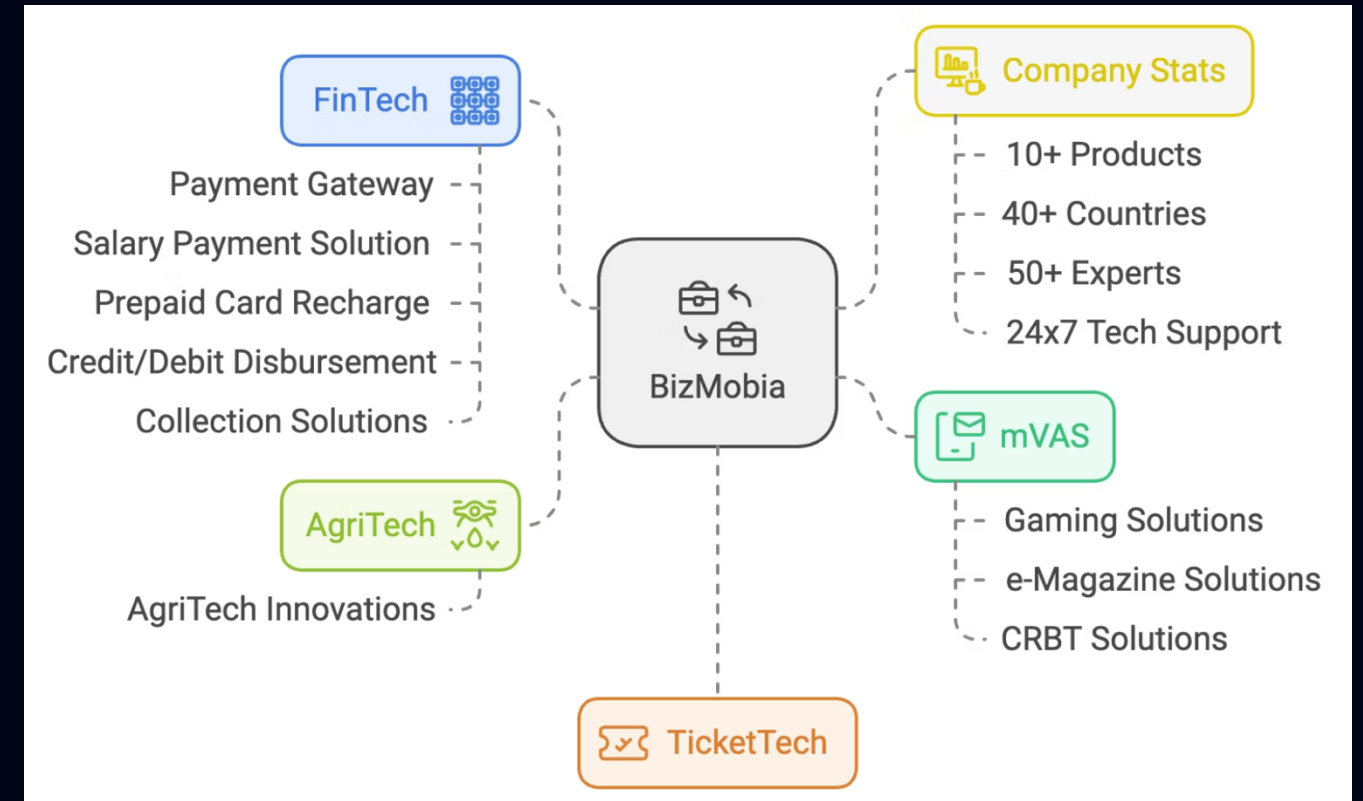 FinTech
Payment Gateway
Salary Payment Solution
Prepaid Card Recharge
Credit/Debit Disbursement
Collection Solutions
AgriTech
AgriTech Innovations
BizMobia
Company Stats
10+ Products
40+ Countries
50+ Experts
24x7 Tech Support
mVAS
Gaming Solutions
e-Magazine Solutions
CRBT Solutions
TicketTech